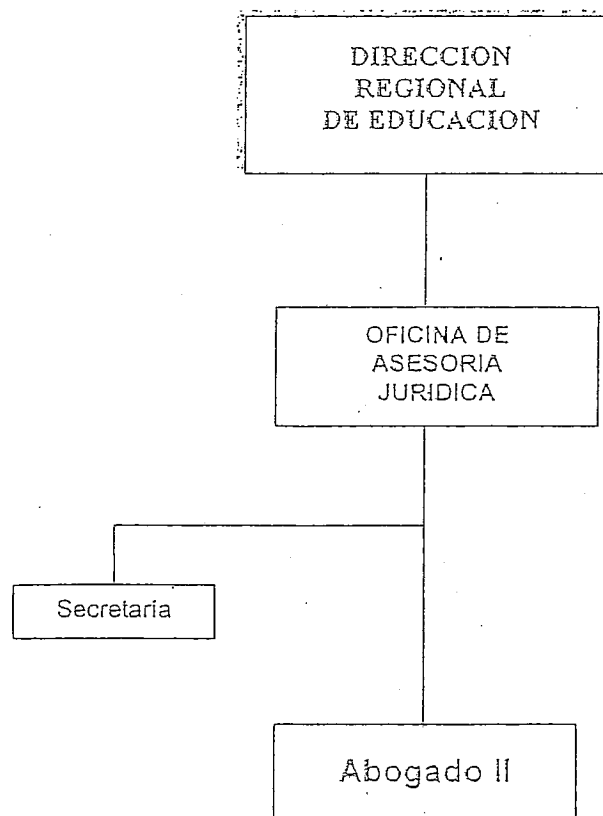 DIRECCION
REGIONAL
DE EDUCACION
OFICINA DE
ASESORIA
JURIDICA
Secretaria
Abogado II